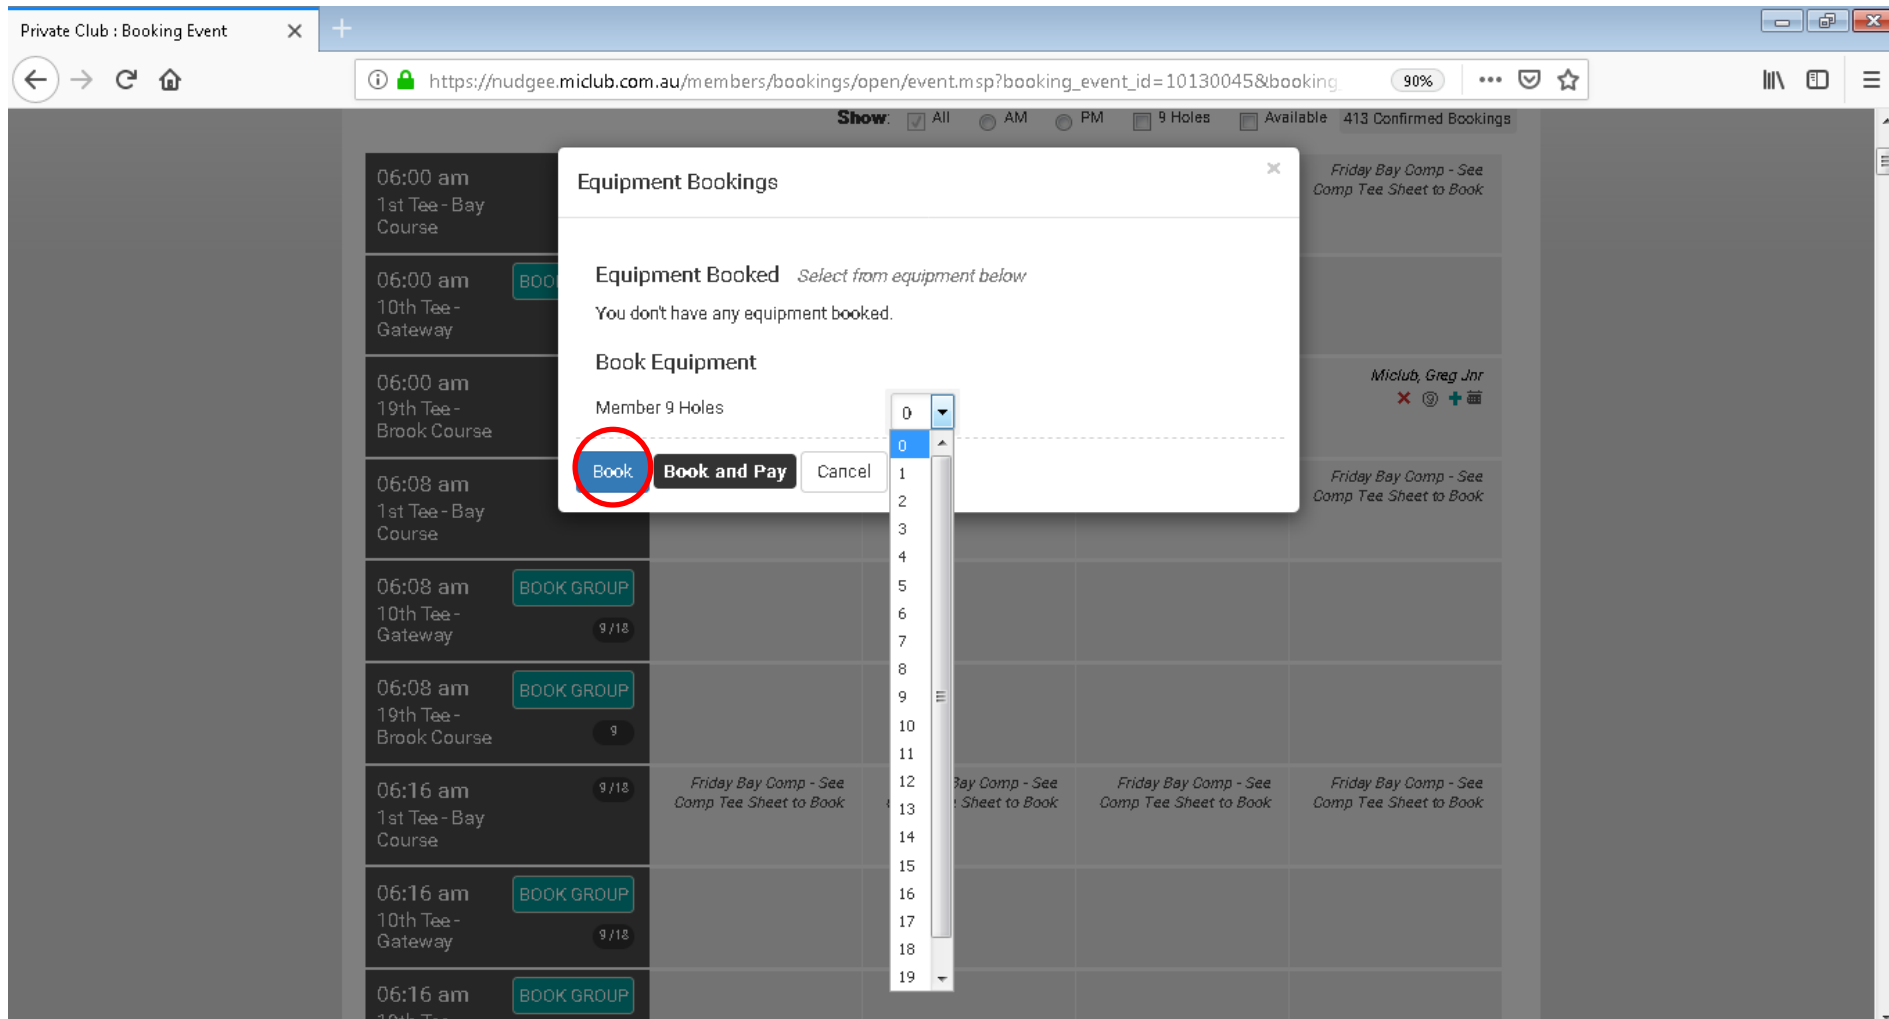 Private Club : Booking Event
https://nudgee.miclub.com.au/members/bookings/open/event.msp?booking_event_id=10130045&booking_
90%
Show: All AM PM 9 Holes Available 413 Confirmed Bookings
06:00 am
1st Tee - Bay
Course
Friday Bay Comp - See
Comp Tee Sheet to Book
Equipment Bookings
Equipment Booked Select from equipment below
You don't have any equipment booked.
Book Equipment
Member 9 Holes
0
Book
Book and Pay
Cancel
0
1
2
3
4
5
6
7
8
9
10
11
12
13
14
15
16
17
18
19
06:00 am
10th Tee -
Gateway
06:00 am
19th Tee -
Brook Course
Miclub, Greg Jnr
9
06:08 am
1st Tee - Bay
Course
Friday Bay Comp - See
Comp Tee Sheet to Book
06:08 am
10th Tee -
Gateway
BOOK GROUP
9/18
06:08 am
19th Tee -
Brook Course
BOOK GROUP
9
06:16 am
1st Tee - Bay
Course
9/18
Friday Bay Comp - See
Comp Tee Sheet to Book
Bay Comp - See
Sheet to Book
Friday Bay Comp - See
Comp Tee Sheet to Book
Friday Bay Comp - See
Comp Tee Sheet to Book
06:16 am
10th Tee -
Gateway
BOOK GROUP
9/18
06:16 am
BOOK GROUP